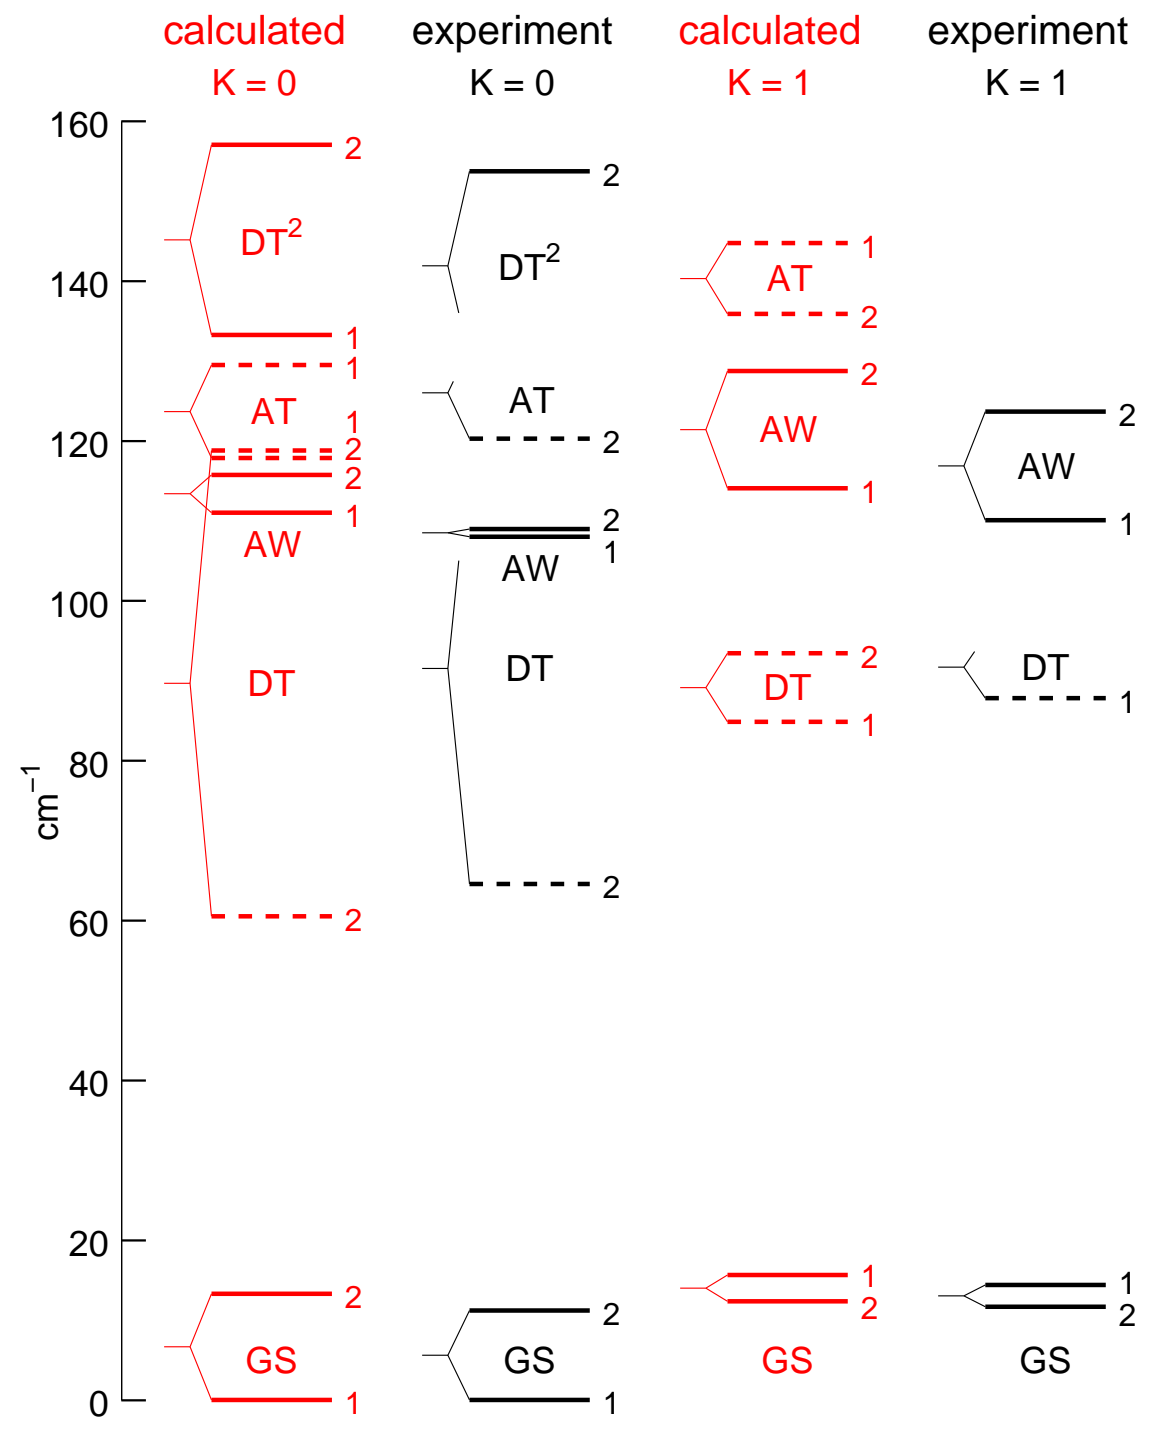 calculated experiment calculated experiment
K = 0 K = 0 K = 1 K = 1
160
2
2
DT²
1
DT²
140
AT
2
1
1
2
2
AT
AT
1
AW
2
AW
120
2
2
2
1
1
2
1
1
AW
AW
100
DT
DT
2
DT
DT
1
1
80
cm⁻¹
2
60
2
40
20
2
2
1
2
1
2
GS
GS
GS
GS
0
1
1